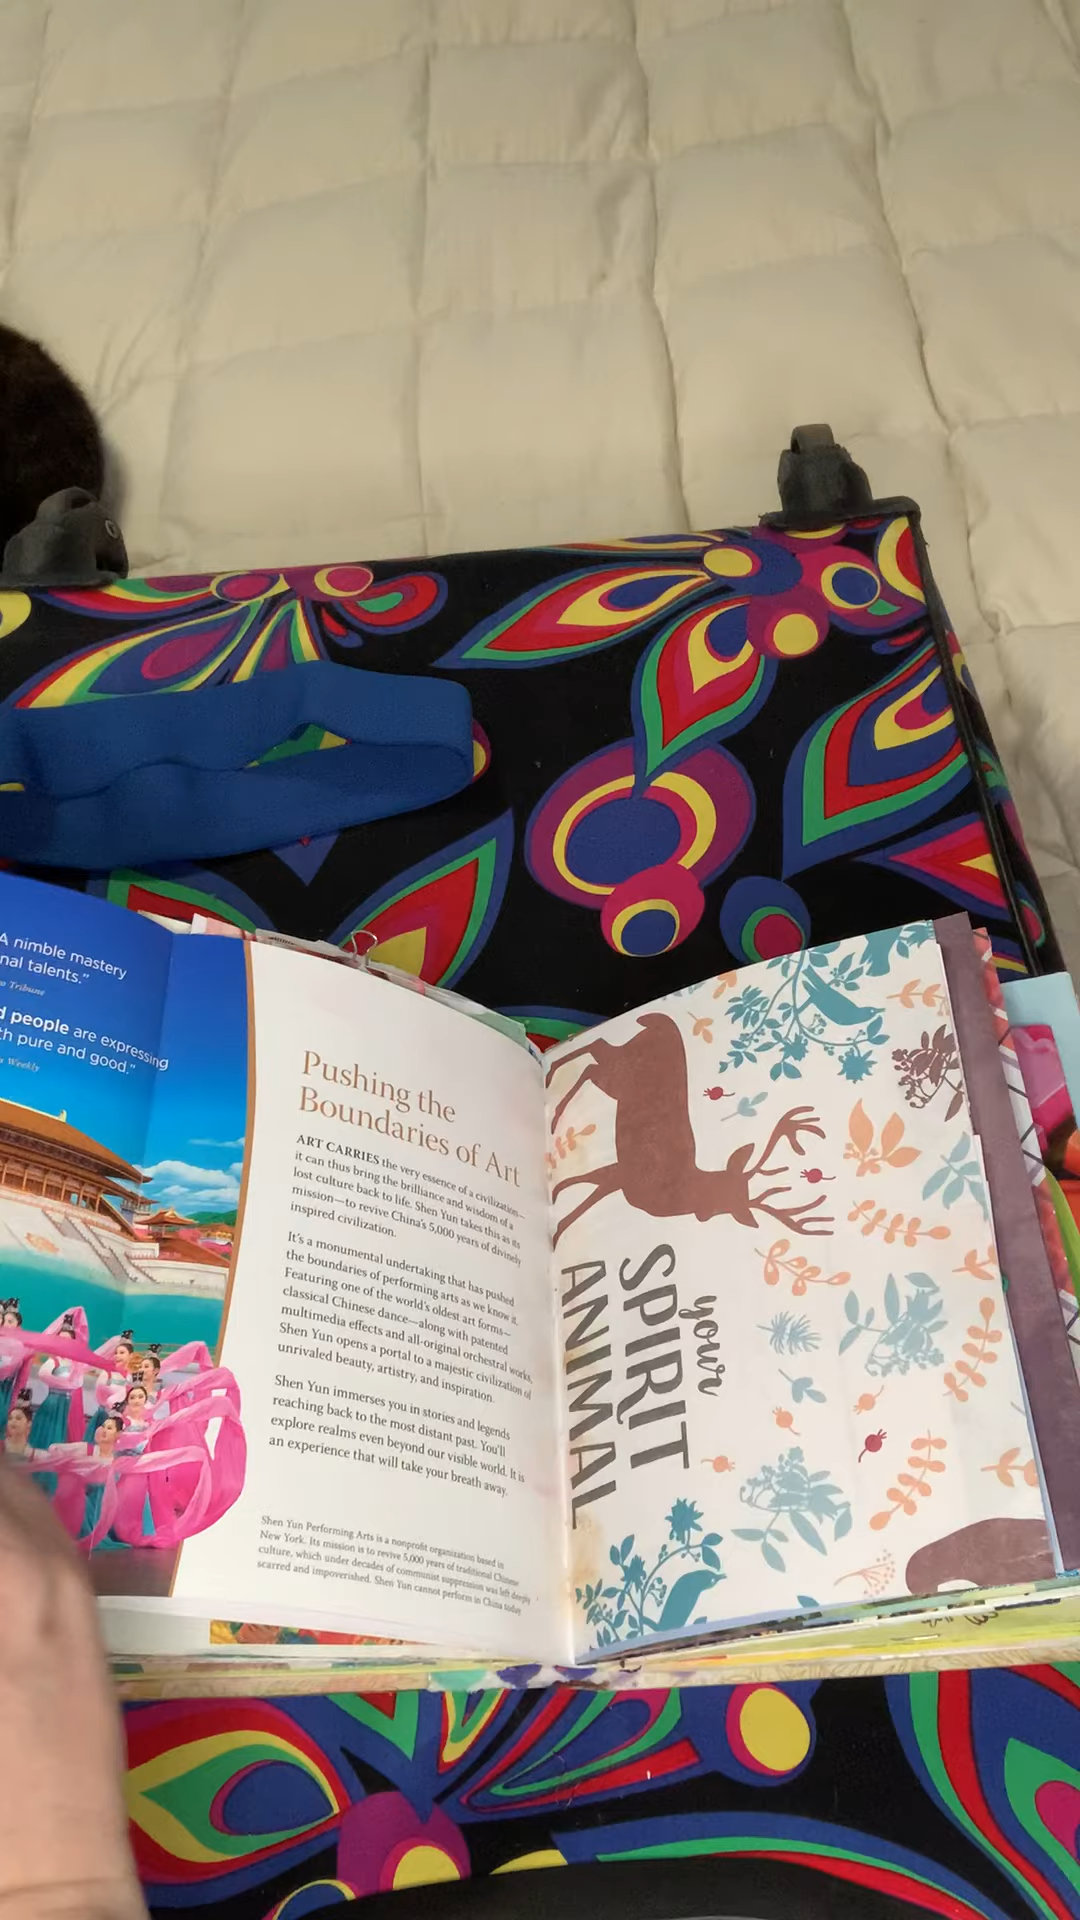 A nimble mastery
nal talents."
Tribune
d people are expressing
th pure and good."
Weekly
Pushing the
Boundaries of Art
ART CARRIES the very essence of a civilization—
it can thus bring the brilliance and wisdom of a
lost culture back to life. Shen Yun takes this as its
mission—to revive China's 5,000 years of divinely
inspired civilization.
It's a monumental undertaking that has pushed
the boundaries of performing arts as we know it.
Featuring one of the world's oldest art forms—
classical Chinese dance—along with patented
multimedia effects and all-original orchestral works,
Shen Yun opens a portal to a majestic civilization of
unrivaled beauty, artistry, and inspiration.
Shen Yun immerses you in stories and legends
reaching back to the most distant past. You'll
explore realms even beyond our visible world. It is
an experience that will take your breath away.
Shen Yun Performing Arts is a nonprofit organization based in
New York. Its mission is to revive 5,000 years of traditional Chinese
culture, which under decades of communist suppression was left deeply
scarred and impoverished. Shen Yun cannot perform in China today
your
SPIRIT
ANIMAL